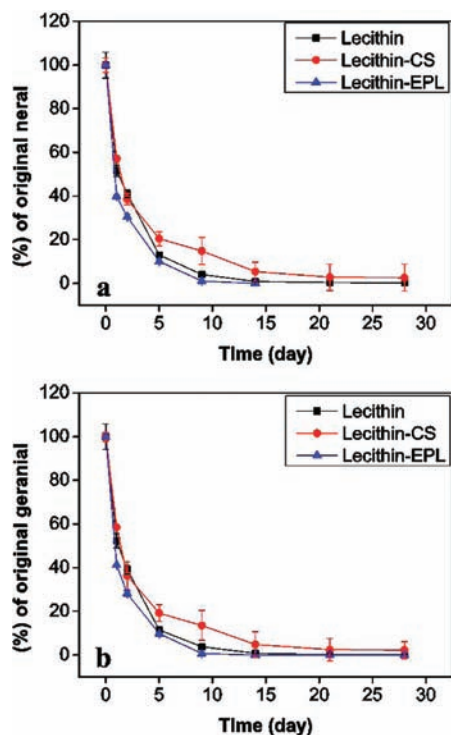 120
100
80
60
40
20
0
(%) of original neral
Lecithin
Lecithin-CS
Lecithin-EPL
a
0 5 10 15 20 25 30
Time (day)
120
100
80
60
40
20
0
(%) of original geranial
Lecithin
Lecithin-CS
Lecithin-EPL
b
0 5 10 15 20 25 30
Time (day)